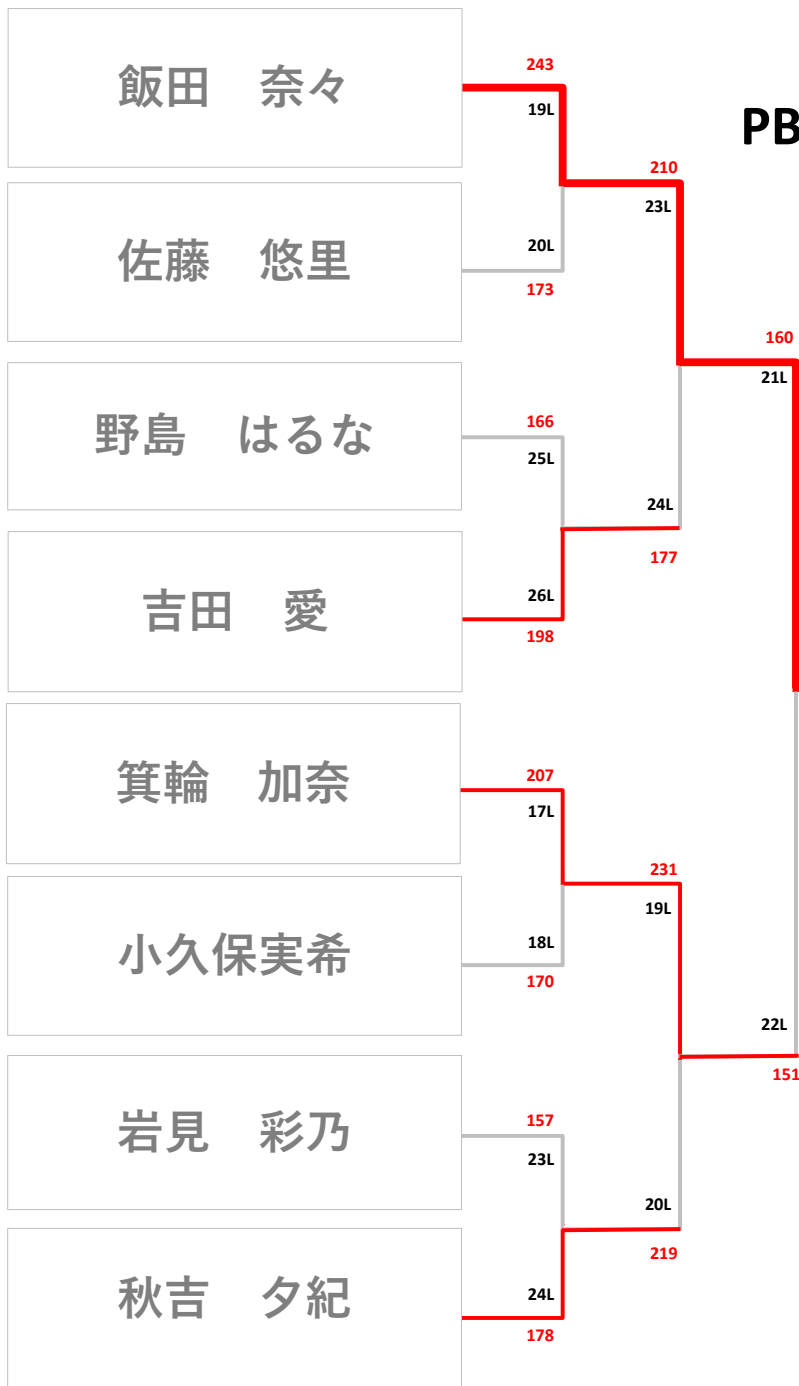 243
飯田　奈々
19L
PB
210
23L
20L
佐藤　悠里
173
160
21L
166
野島　はるな
25L
24L
177
26L
吉田　愛
198
207
箕輪　加奈
17L
231
19L
18L
小久保実希
170
22L
151
157
岩見　彩乃
23L
20L
219
24L
秋吉　夕紀
178